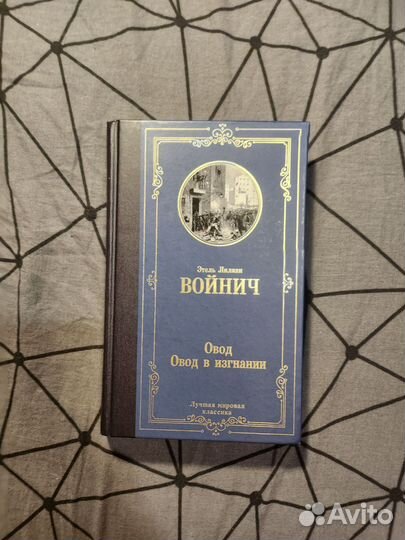 Этель Лилиан
ВОЙНИЧ
Овод
Овод в изгнании
Лучшая мировая
классика
Avito